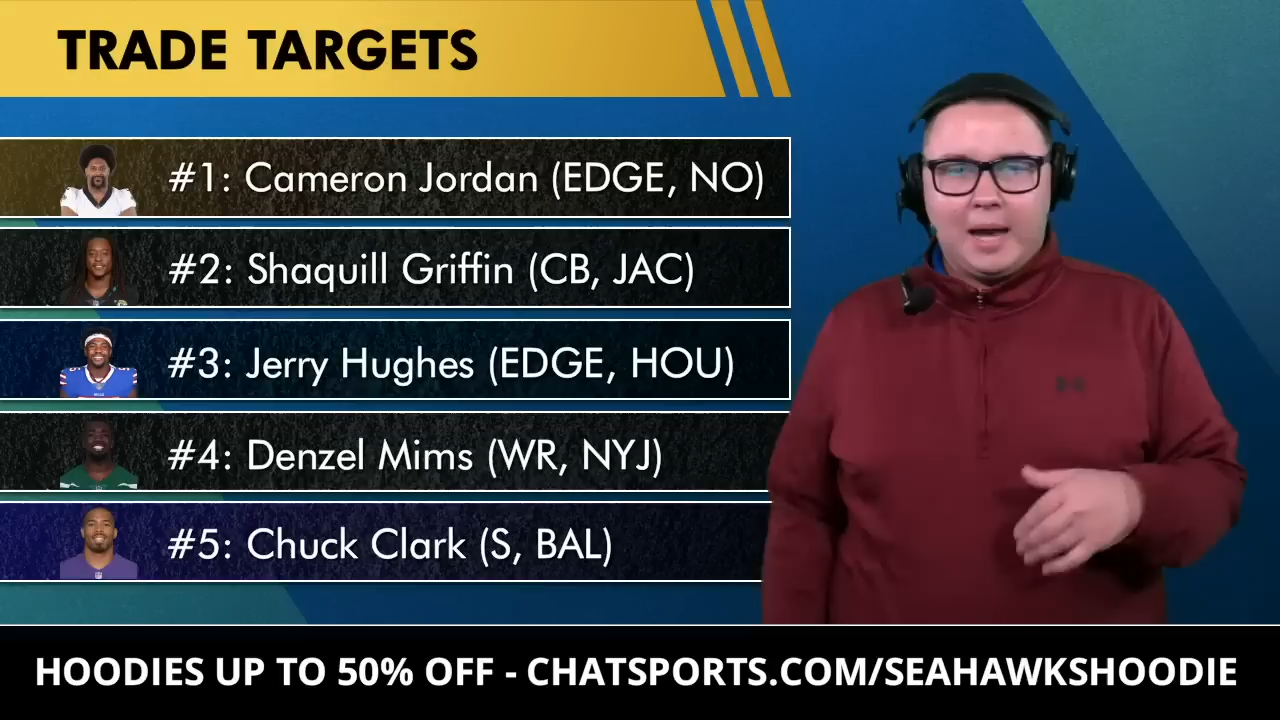 TRADE TARGETS
#1: Cameron Jordan (EDGE, NO)
#2: Shaquill Griffin (CB, JAC)
#3: Jerry Hughes (EDGE, HOU)
#4: Denzel Mims (WR, NYJ)
#5: Chuck Clark (S, BAL)
HOODIES UP TO 50% OFF - CHATSPORTS.COM/SEAHAWKSHOODIE